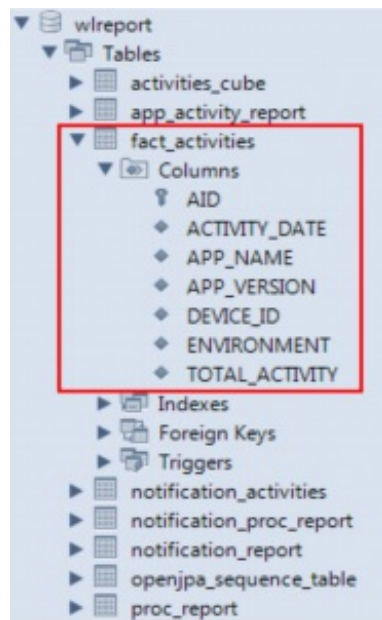 wlreport
Tables
activities_cube
app_activity_report
fact_activities
Columns
AID
ACTIVITY_DATE
APP_NAME
APP_VERSION
DEVICE_ID
ENVIRONMENT
TOTAL_ACTIVITY
Indexes
Foreign Keys
Triggers
notification_activities
notification_proc_report
notification_report
openjpa_sequence_table
proc_report